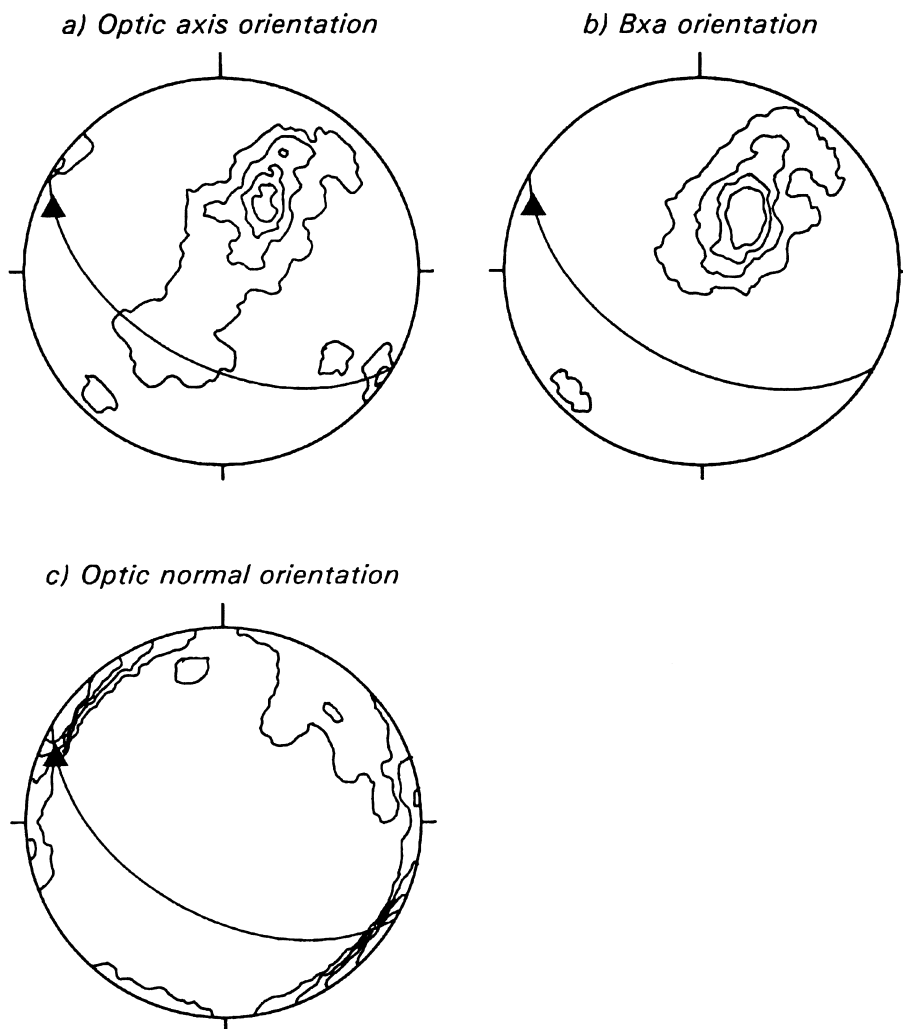 a) Optic axis orientation
b) Bxa orientation
c) Optic normal orientation